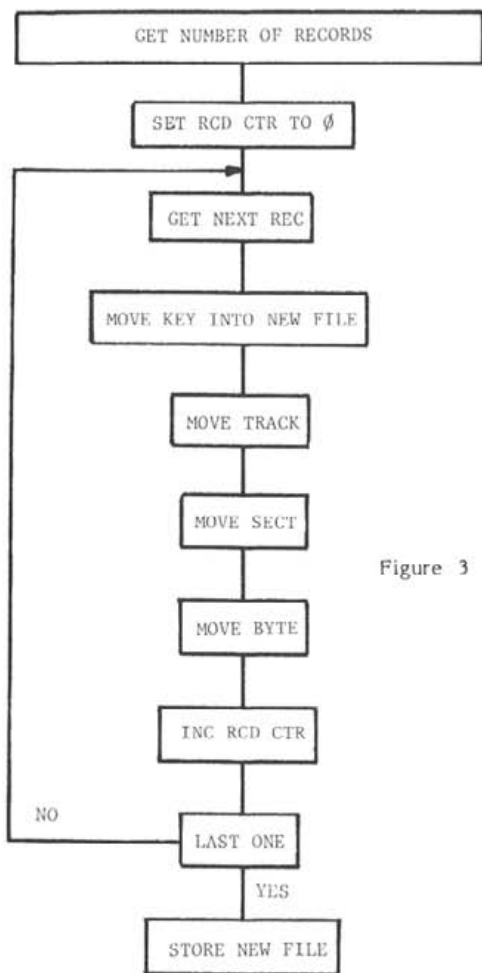 GET NUMBER OF RECORDS
SET RCD CTR TO Ø
GET NEXT REC
MOVE KEY INTO NEW FILE
MOVE TRACK
MOVE SECT
Figure 3
MOVE BYTE
INC RCD CTR
NO
LAST ONE
YES
STORE NEW FILE